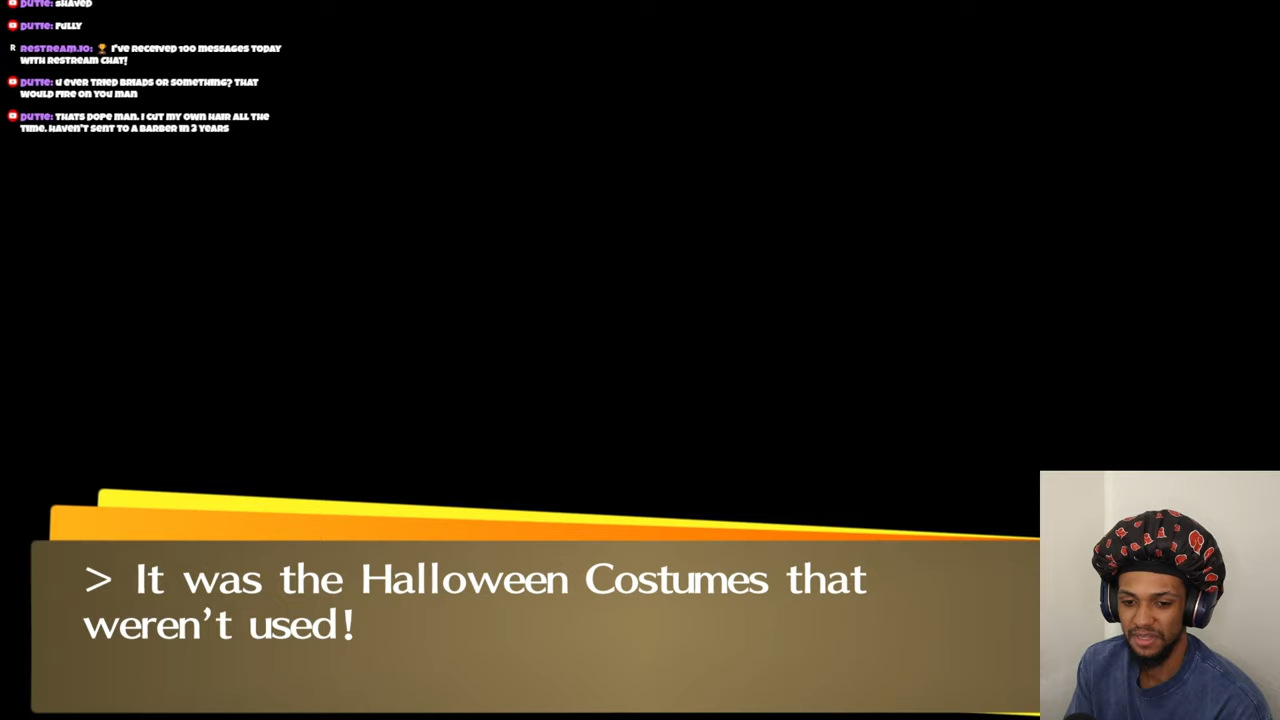 DUTIE: SHAVED
DUTIE: FULLY
R RESTREAM.IO: 🏆 I'VE RECEIVED 100 MESSAGES TODAY
WITH RESTREAM CHAT!
DUTIE: U EVER TRIED BRIADS OR SOMETHING? THAT
WOULD FIRE ON YOU MAN
DUTIE: THATS DOPE MAN. I CUT MY OWN HAIR ALL THE
TIME. HAVEN'T SENT TO A BARBER IN 3 YEARS
> It was the Halloween Costumes that
weren't used!